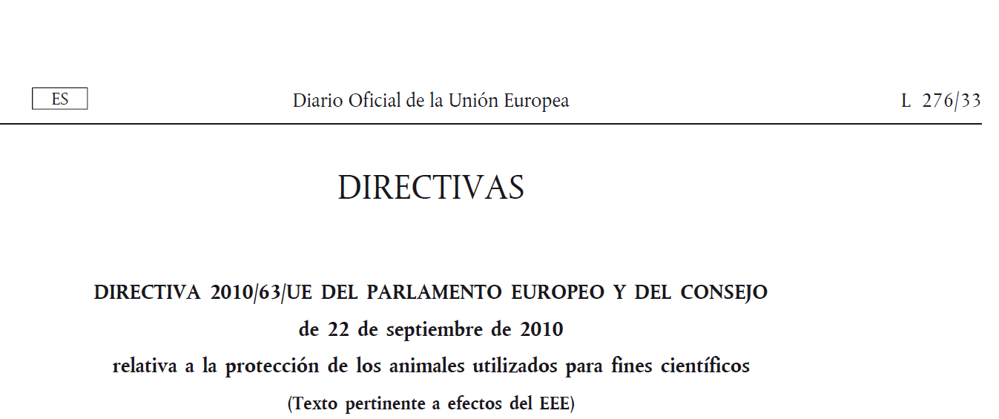 ES
Diario Oficial de la Unión Europea
L 276/33
DIRECTIVAS
DIRECTIVA 2010/63/UE DEL PARLAMENTO EUROPEO Y DEL CONSEJO
de 22 de septiembre de 2010
relativa a la protección de los animales utilizados para fines científicos
(Texto pertinente a efectos del EEE)